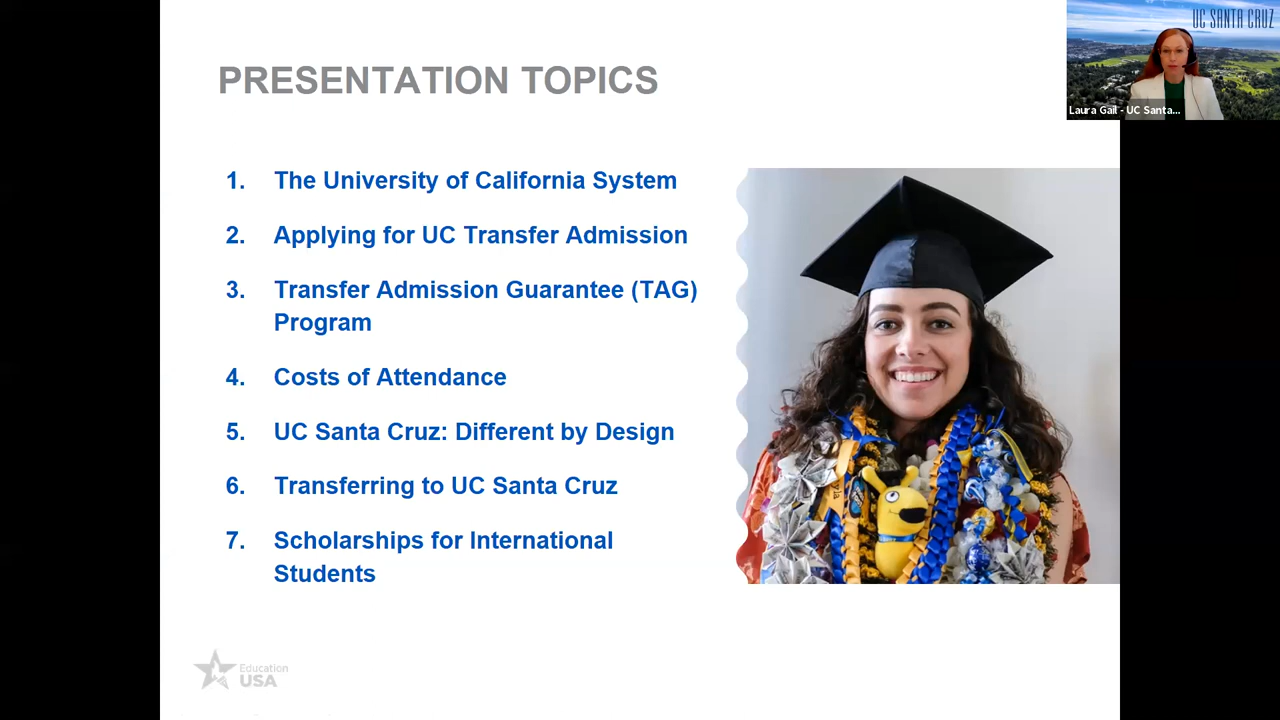 UC SANTA CRUZ
PRESENTATION TOPICS
Laura Gail - UC Santa...
1. The University of California System
2. Applying for UC Transfer Admission
3. Transfer Admission Guarantee (TAG)
Program
4. Costs of Attendance
5. UC Santa Cruz: Different by Design
6. Transferring to UC Santa Cruz
7. Scholarships for International
Students
Education
USA